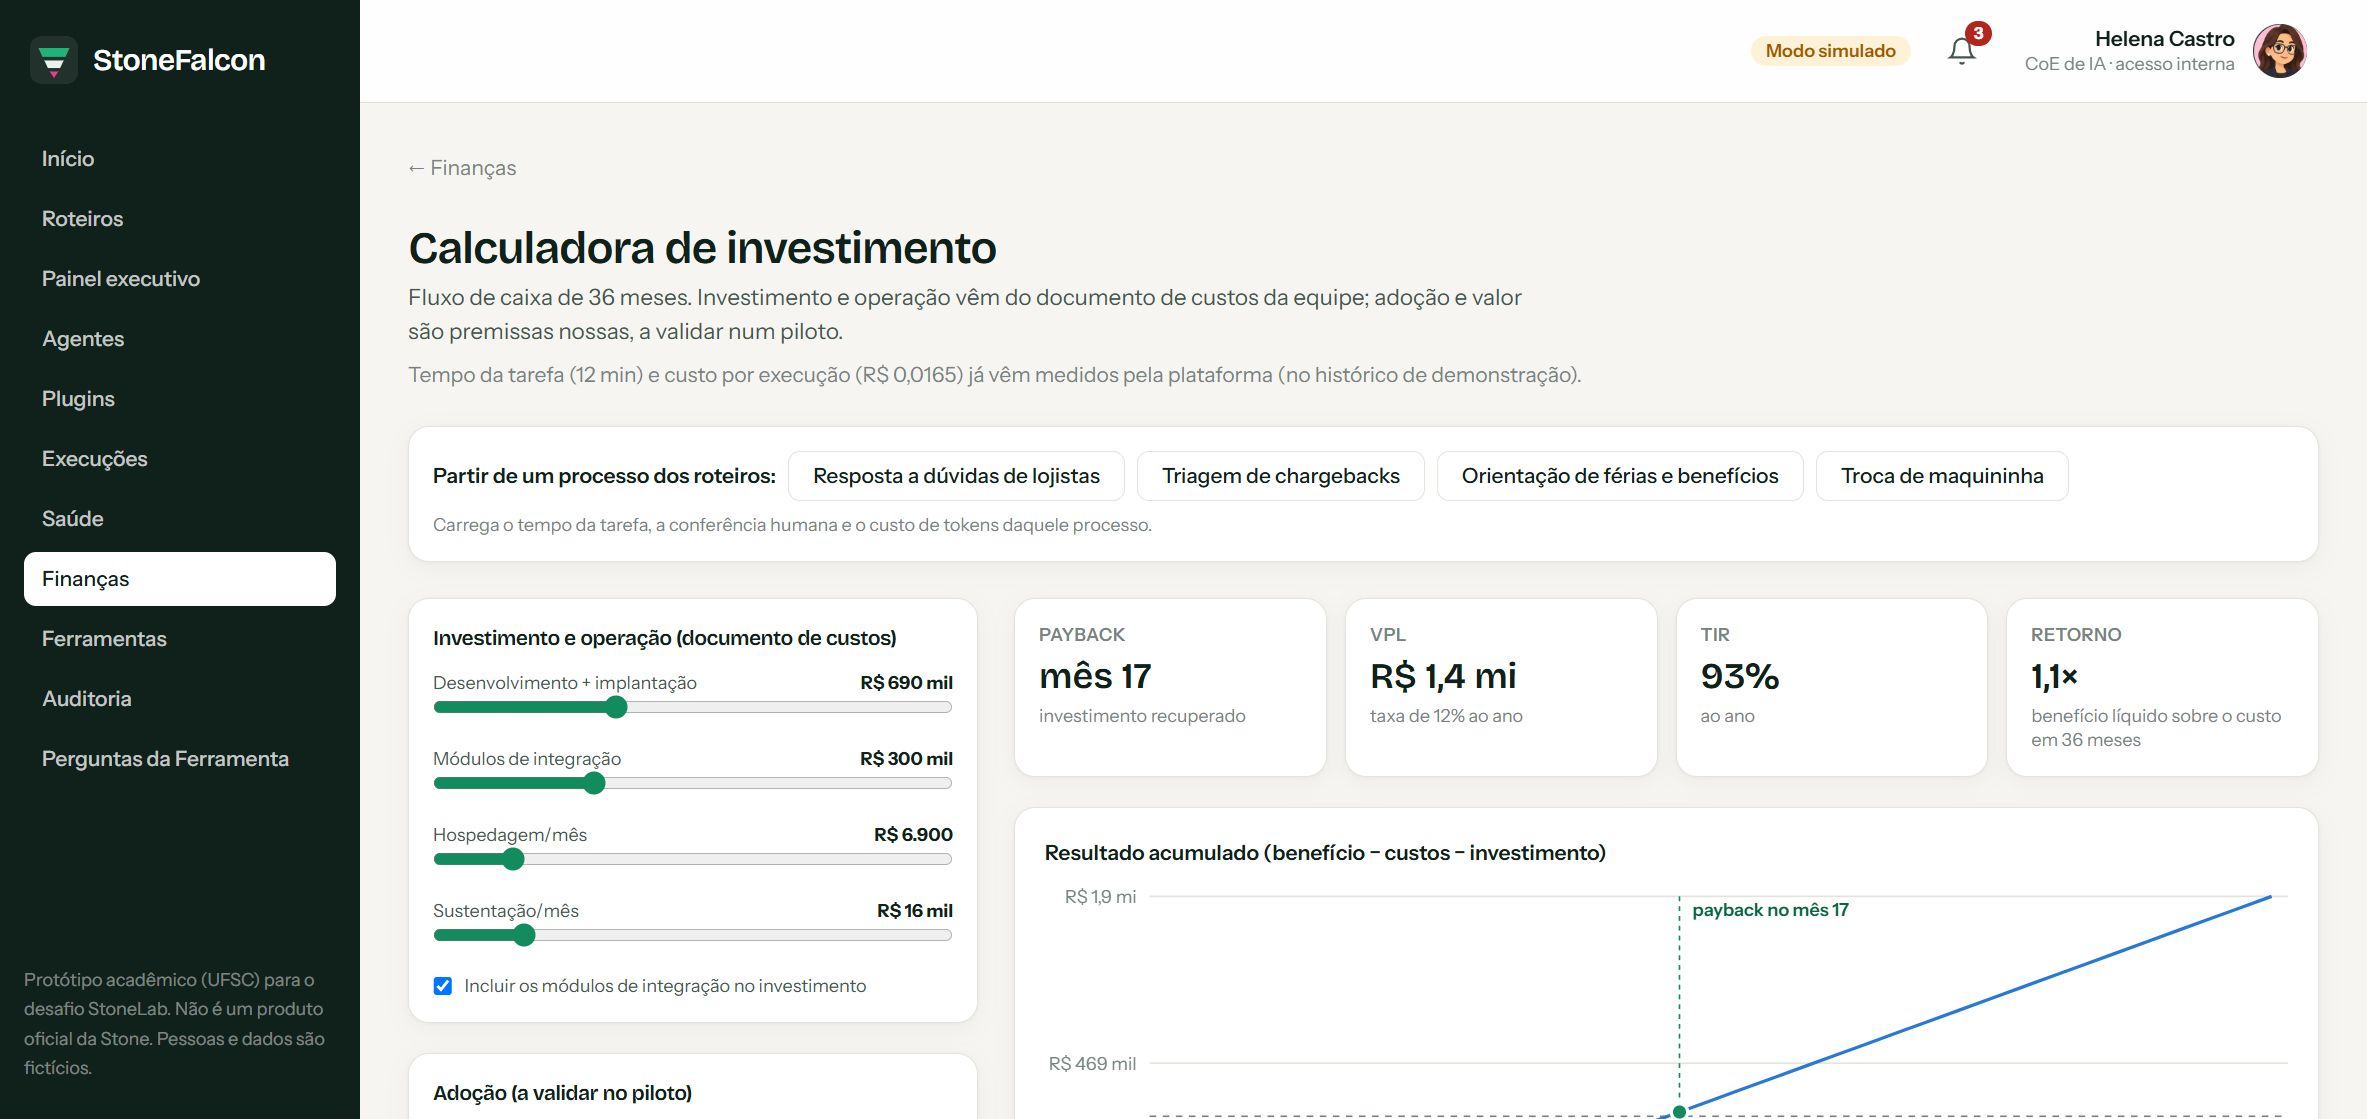 StoneFalcon
Início
Roteiros
Painel executivo
Agentes
Plugins
Execuções
Saúde
Finanças
Ferramentas
Auditoria
Perguntas da Ferramenta
Protótipo acadêmico (UFSC) para o
desafio StoneLab. Não é um produto
oficial da Stone. Pessoas e dados são
fictícios.
Modo simulado
3
Helena Castro
CoE de IA · acesso interna
← Finanças
Calculadora de investimento
Fluxo de caixa de 36 meses. Investimento e operação vêm do documento de custos da equipe; adoção e valor
são premissas nossas, a validar num piloto.
Tempo da tarefa (12 min) e custo por execução (R$ 0,0165) já vêm medidos pela plataforma (no histórico de demonstração).
Partir de um processo dos roteiros:
Resposta a dúvidas de lojistas
Triagem de chargebacks
Orientação de férias e benefícios
Troca de maquininha
Carrega o tempo da tarefa, a conferência humana e o custo de tokens daquele processo.
Investimento e operação (documento de custos)
Desenvolvimento + implantação R$ 690 mil
Módulos de integração R$ 300 mil
Hospedagem/mês R$ 6.900
Sustentação/mês R$ 16 mil
Incluir os módulos de integração no investimento
Adoção (a validar no piloto)
PAYBACK
mês 17
investimento recuperado
VPL
R$ 1,4 mi
taxa de 12% ao ano
TIR
93%
ao ano
RETORNO
1,1×
benefício líquido sobre o custo
em 36 meses
Resultado acumulado (benefício − custos − investimento)
R$ 1,9 mi
payback no mês 17
R$ 469 mil